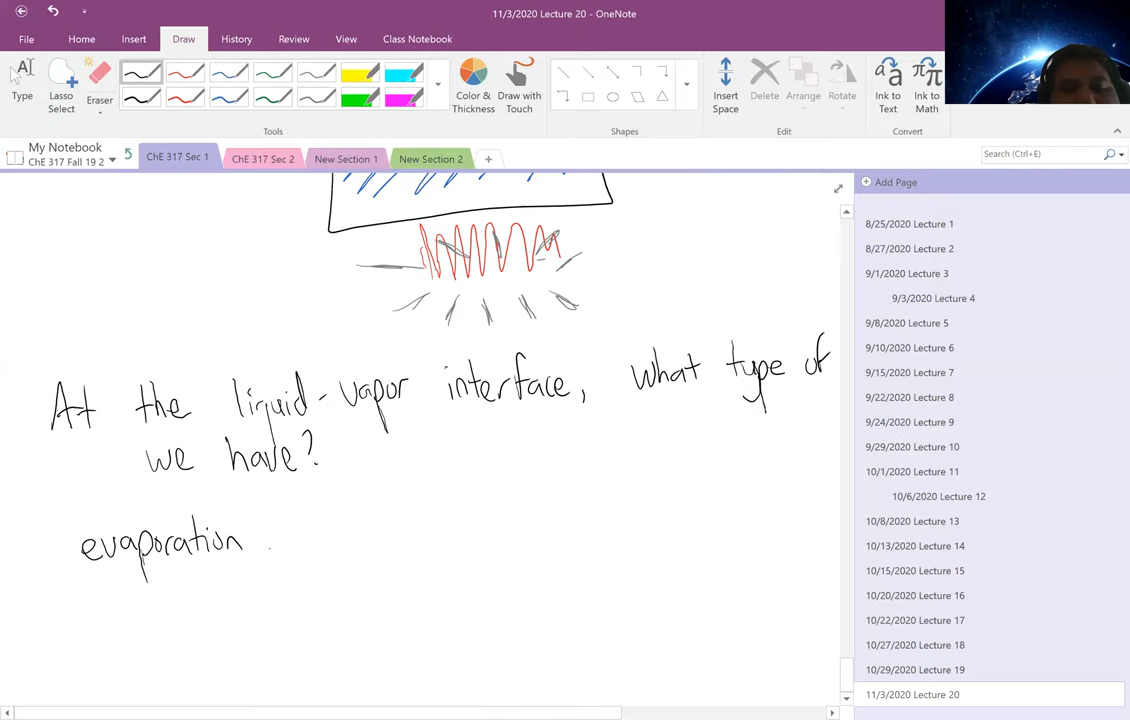 11/3/2020 Lecture 20 - OneNote
File Home Insert Draw History Review View Class Notebook
Type
Lasso Select
Eraser
Color & Thickness
Draw with Touch
Insert Space
Delete
Arrange
Rotate
Ink to Text
Ink to Math
Tools
Shapes
Edit
Convert
My Notebook
ChE 317 Fall 19 2
ChE 317 Sec 1
ChE 317 Sec 2
New Section 1
New Section 2
Search (Ctrl+E)
Add Page
8/25/2020 Lecture 1
8/27/2020 Lecture 2
9/1/2020 Lecture 3
9/3/2020 Lecture 4
9/8/2020 Lecture 5
9/10/2020 Lecture 6
9/15/2020 Lecture 7
9/22/2020 Lecture 8
9/24/2020 Lecture 9
9/29/2020 Lecture 10
10/1/2020 Lecture 11
10/6/2020 Lecture 12
10/8/2020 Lecture 13
10/13/2020 Lecture 14
10/15/2020 Lecture 15
10/20/2020 Lecture 16
10/22/2020 Lecture 17
10/27/2020 Lecture 18
10/29/2020 Lecture 19
11/3/2020 Lecture 20
At the liquid-vapor interface, what type of
we have?
evaporation